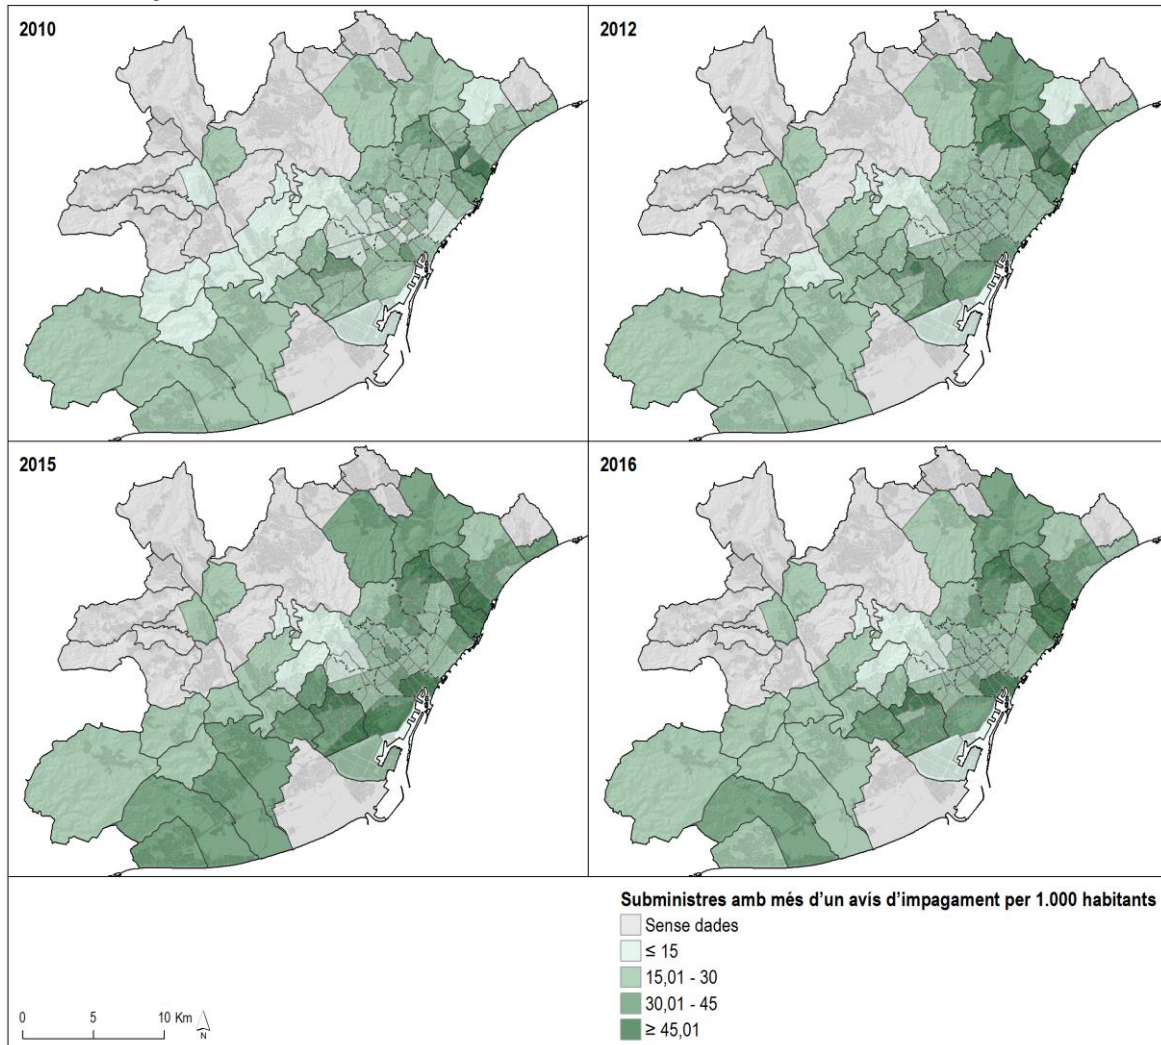 2010
2012
2015
2016
Subministres amb més d'un avís d'impagament per 1.000 habitants
Sense dades
≤ 15
15,01 - 30
30,01 - 45
≥ 45,01
0 5 10 Km
N